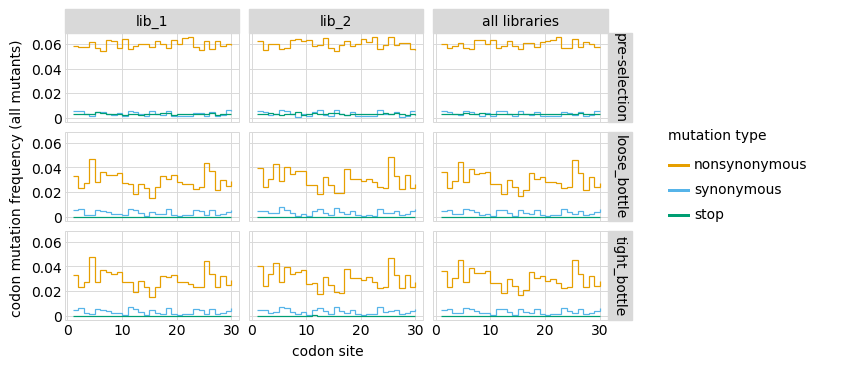 lib_1
lib_2
all libraries
codon mutation frequency (all mutants)
0.06
0.04
0.02
0
pre-selection
0.06
0.04
0.02
0
loose_bottle
0.06
0.04
0.02
0
tight_bottle
0 10 20 30
0 10 20 30
0 10 20 30
codon site
mutation type
nonsynonymous
synonymous
stop